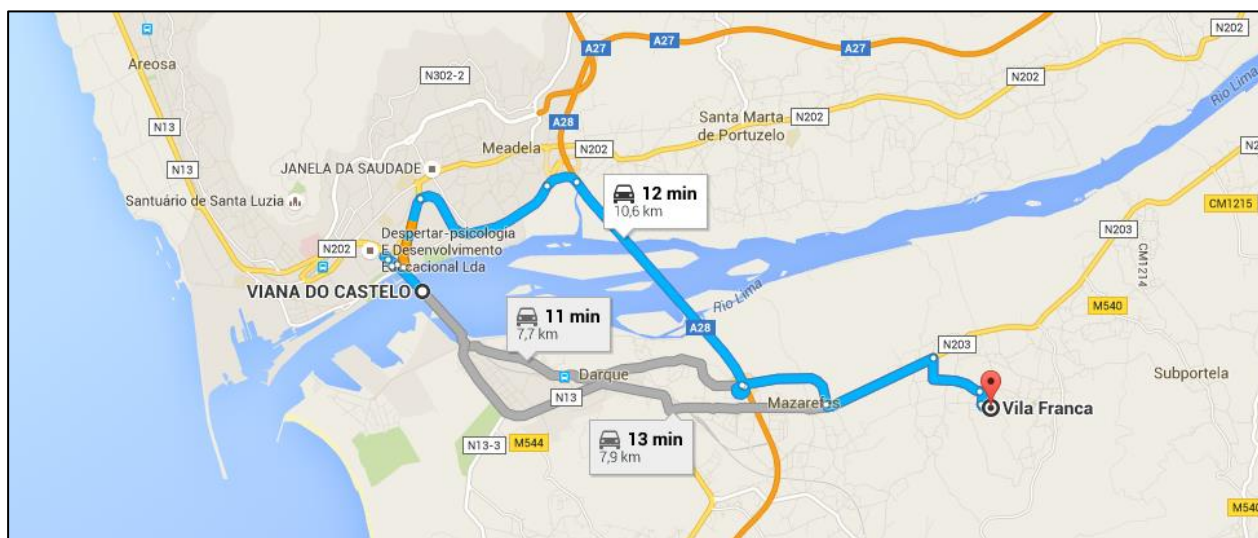 A27
A27
N202
Areosa
N302-2
N202
Rio Lima
N13
A28
Santa Marta
de Portuzelo
N202
Meadela
N202
N13
JANELA DA SAUDADE
12 min
10,6 km
CM1215
Santuário de Santa Luzia
N203
Despertar-psicologia
E Desenvolvimento
Educacional Lda
N202
CM1214
VIANA DO CASTELO
Rio Lima
M540
11 min
7,7 km
A28
N203
Darque
Subportela
N13
Mazarefes
Vila Franca
13 min
7,9 km
N13-3
M544
M540